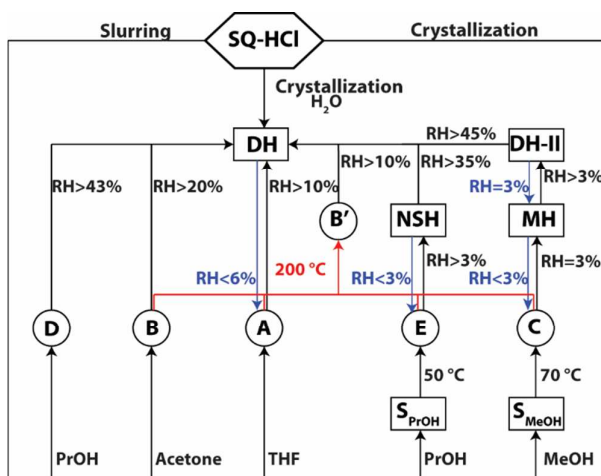 Slurring
SQ-HCl
Crystallization
Crystallization
H₂O
RH>45%
DH
DH-II
RH>43%
RH>20%
RH>10%
RH>10%
RH>35%
RH=3%
RH>3%
B'
NSH
MH
200 °C
RH<6%
RH<3%
RH>3%
RH<3%
RH=3%
D
B
A
E
C
50 °C
70 °C
S PrOH
S MeOH
PrOH
Acetone
THF
PrOH
MeOH